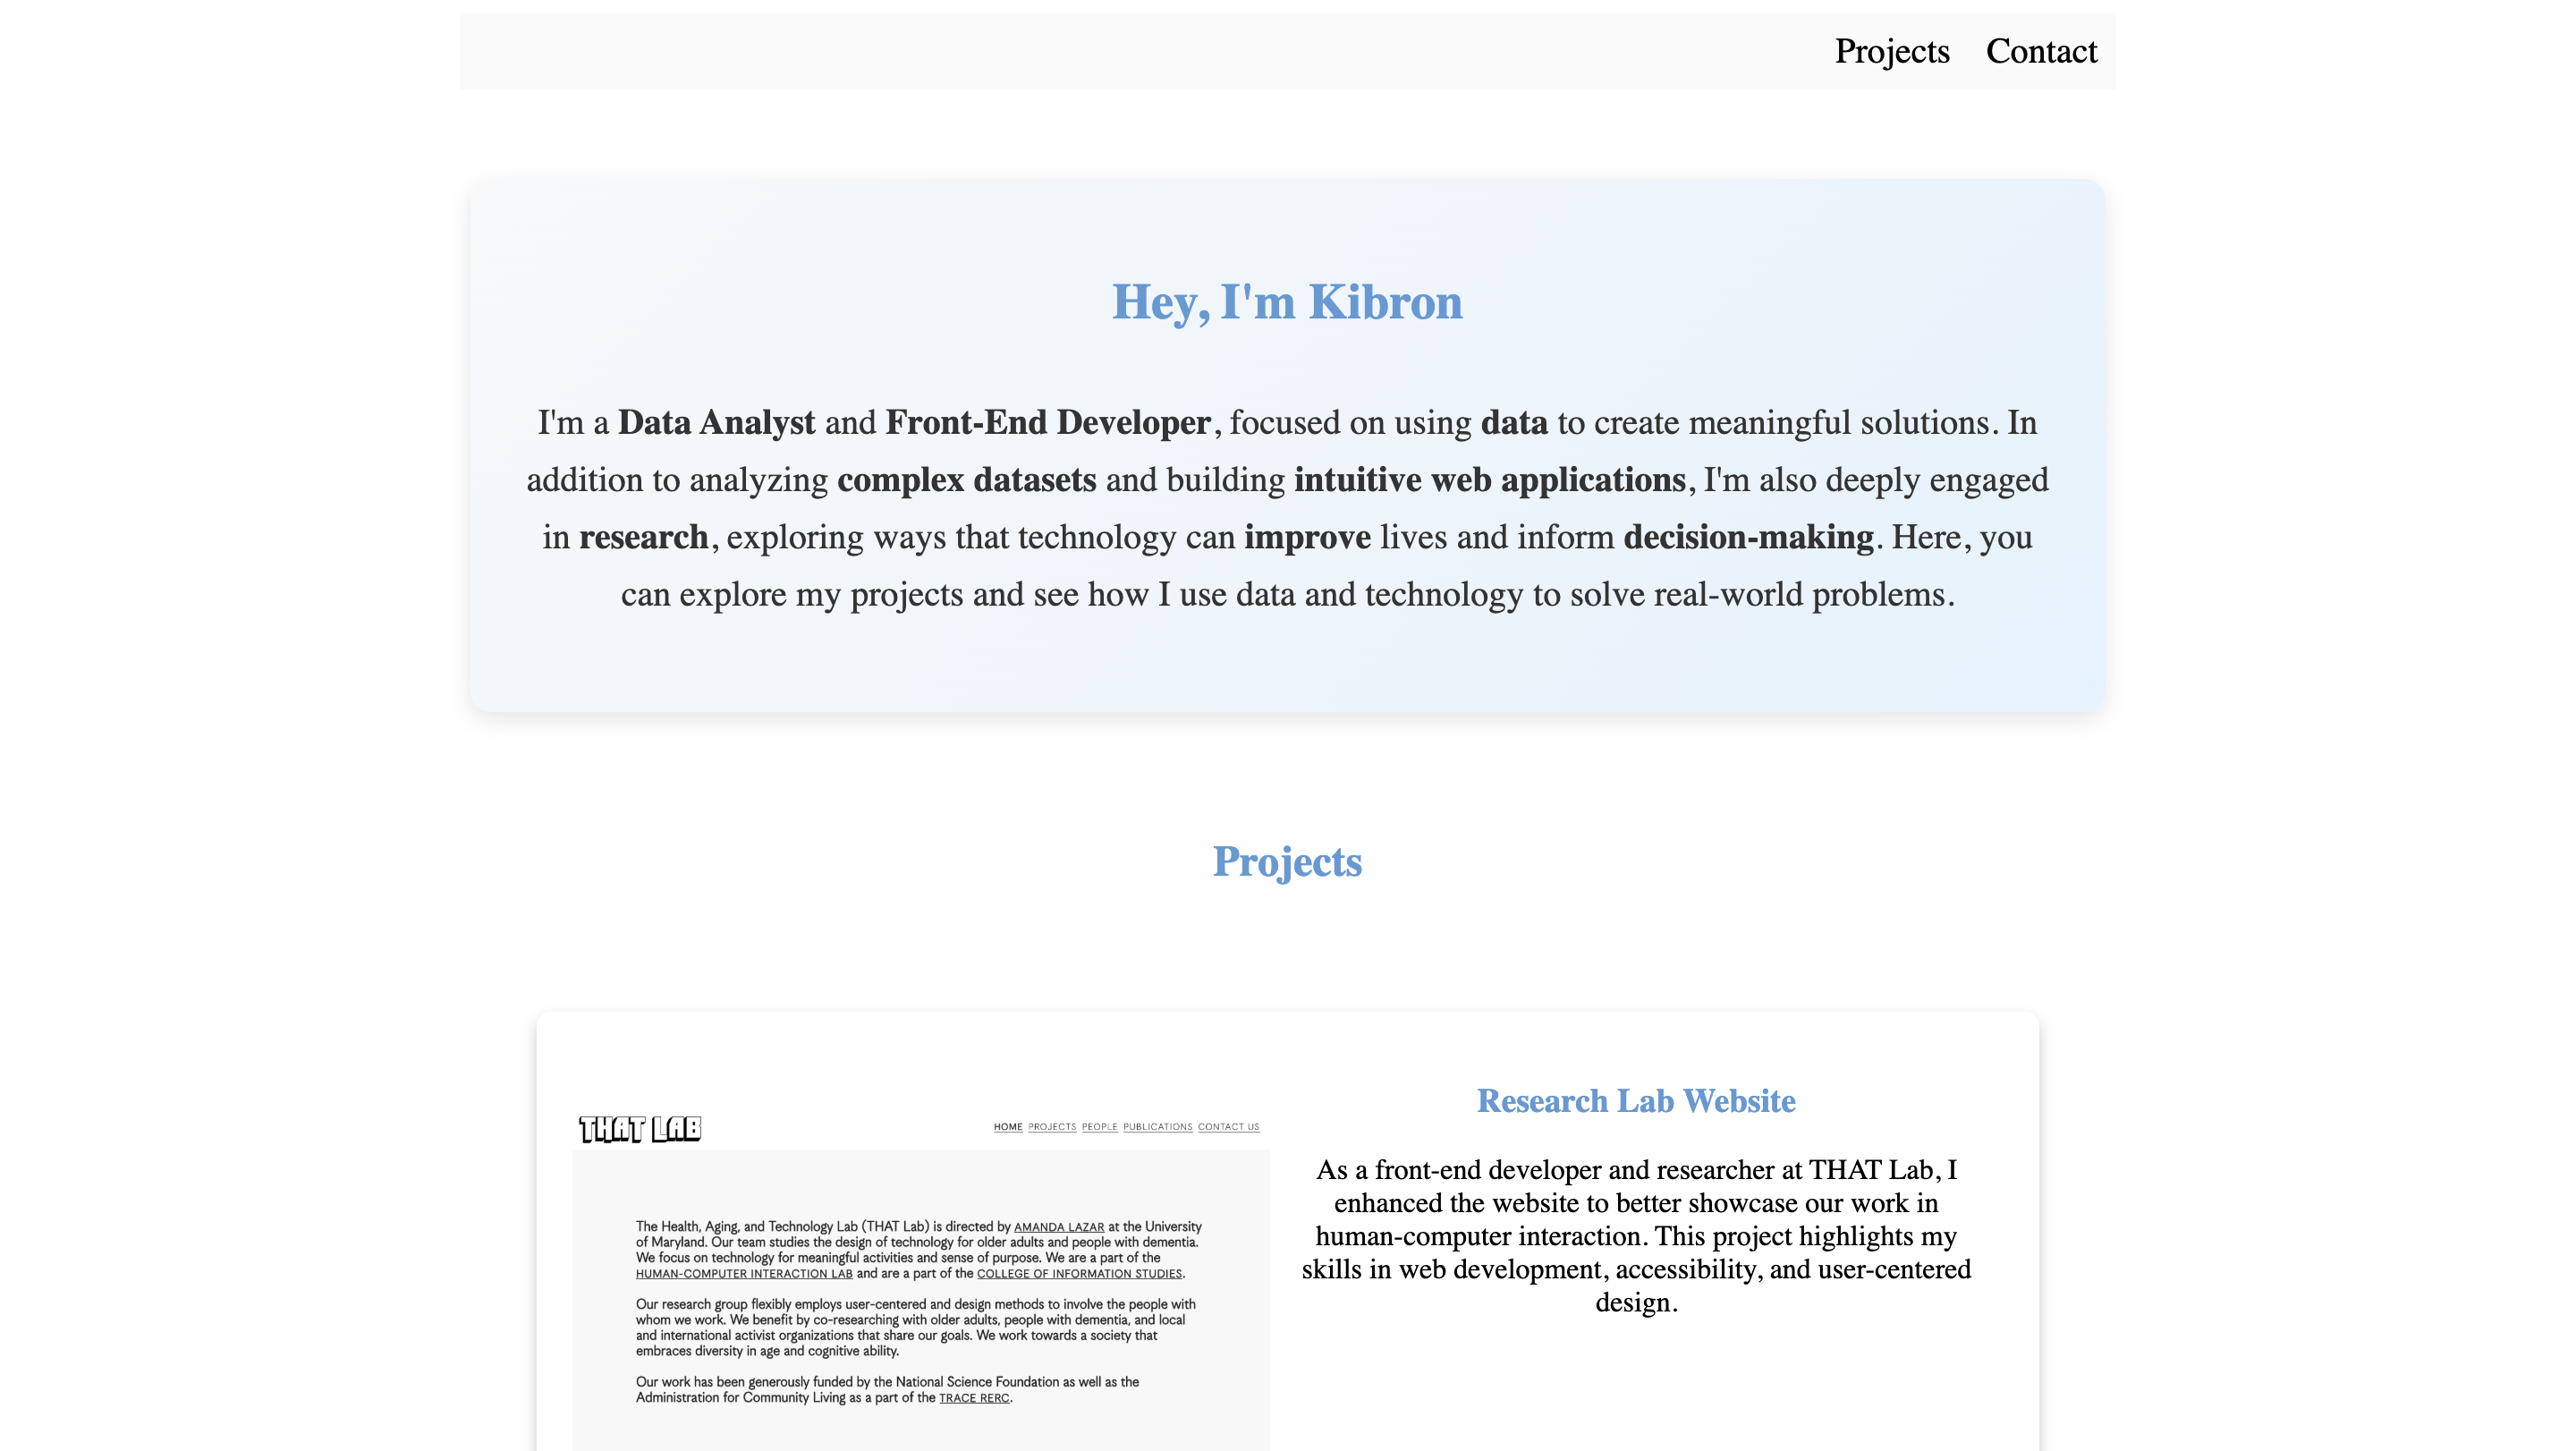 Projects Contact
Hey, I'm Kibron
I'm a Data Analyst and Front-End Developer, focused on using data to create meaningful solutions. In
addition to analyzing complex datasets and building intuitive web applications, I'm also deeply engaged
in research, exploring ways that technology can improve lives and inform decision-making. Here, you
can explore my projects and see how I use data and technology to solve real-world problems.
Projects
THAT LAB
HOME PROJECTS PEOPLE PUBLICATIONS CONTACT US
The Health, Aging, and Technology Lab (THAT Lab) is directed by AMANDA LAZAR at the University
of Maryland. Our team studies the design of technology for older adults and people with dementia.
We focus on technology for meaningful activities and sense of purpose. We are a part of the
HUMAN-COMPUTER INTERACTION LAB and are a part of the COLLEGE OF INFORMATION STUDIES.
Our research group flexibly employs user-centered and design methods to involve the people with
whom we work. We benefit by co-researching with older adults, people with dementia, and local
and international activist organizations that share our goals. We work towards a society that
embraces diversity in age and cognitive ability.
Our work has been generously funded by the National Science Foundation as well as the
Administration for Community Living as a part of the TRACE RERC.
Research Lab Website
As a front-end developer and researcher at THAT Lab, I
enhanced the website to better showcase our work in
human-computer interaction. This project highlights my
skills in web development, accessibility, and user-centered
design.